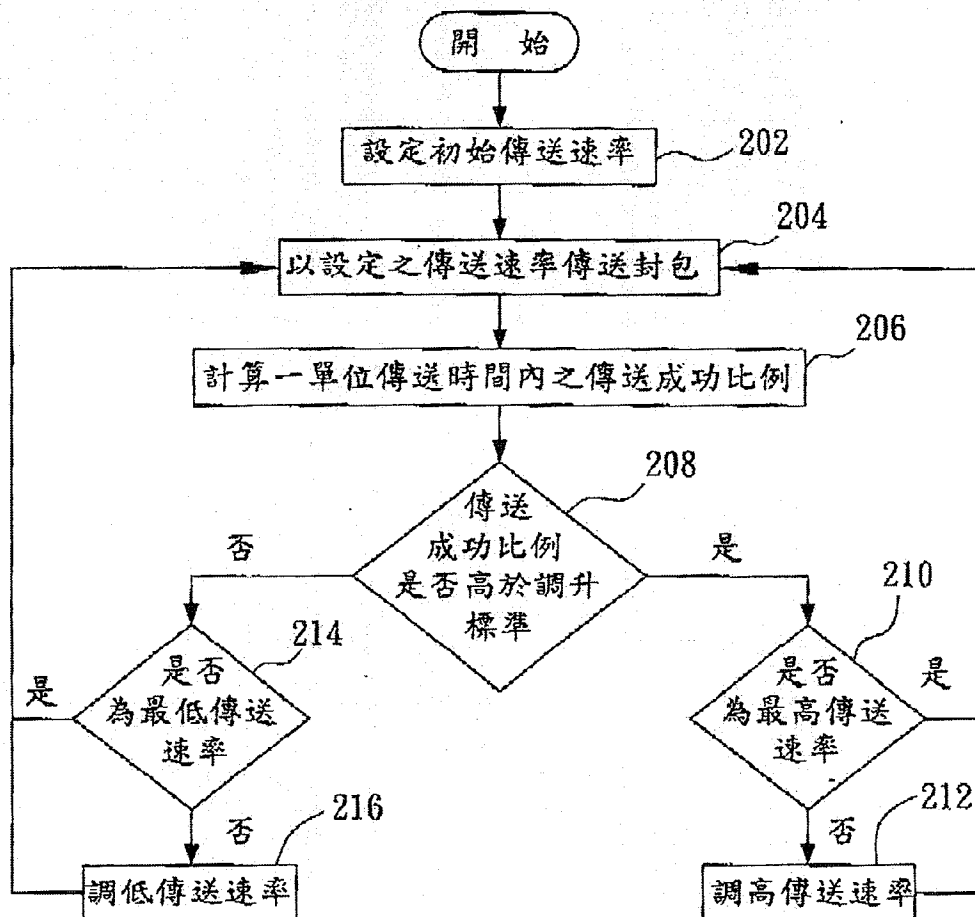 開 始
設定初始傳送速率
202
204
以設定之傳送速率傳送封包
206
計算一單位傳送時間內之傳送成功比例
208
傳送
成功比例
是否高於調升
標準
否
是
210
214
是否
為最低傳送
速率
是
是否
為最高傳送
速率
是
否
216
調低傳送速率
否
212
調高傳送速率